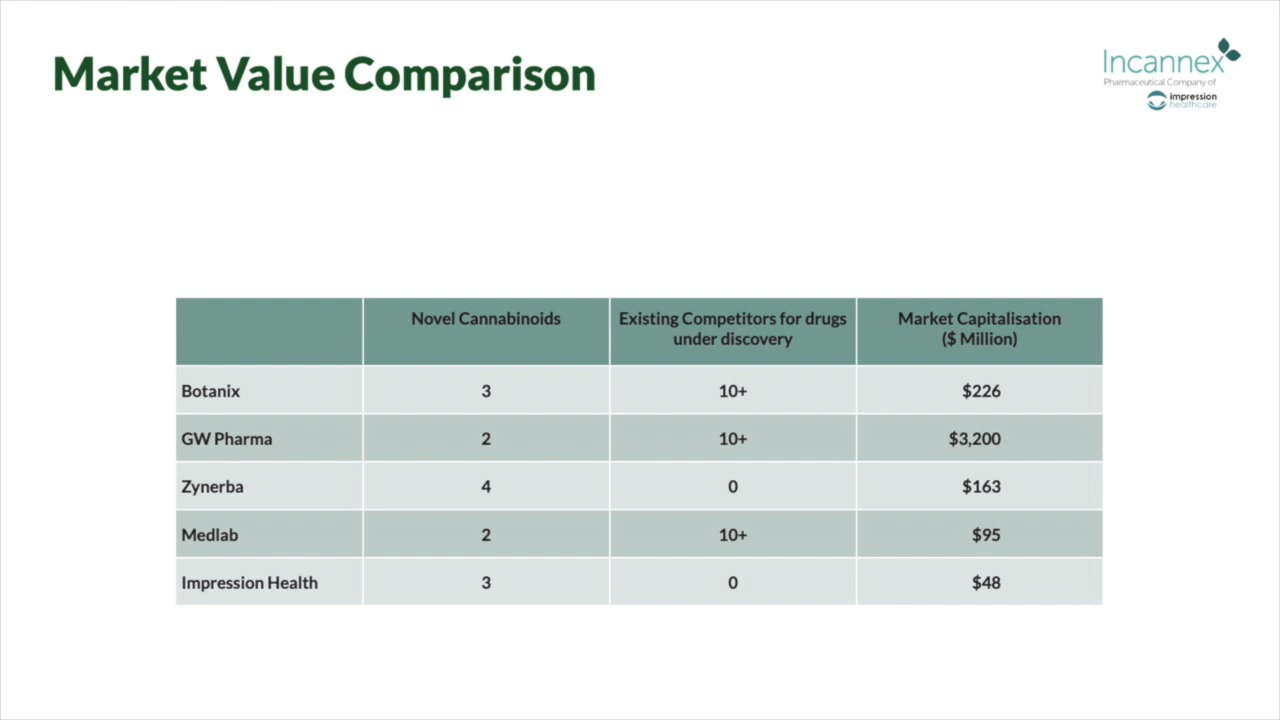 Market Value Comparison
Incannex
Pharmaceutical Company of
impression
healthcare
Novel Cannabinoids
Existing Competitors for drugs
under discovery
Market Capitalisation
($ Million)
Botanix 3 10+ $226
GW Pharma 2 10+ $3,200
Zynerba 4 0 $163
Medlab 2 10+ $95
Impression Health 3 0 $48